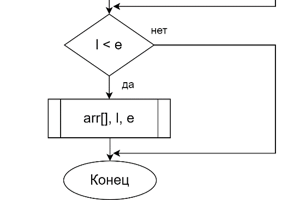 l < e
нет
да
arr[], l, e
Конец